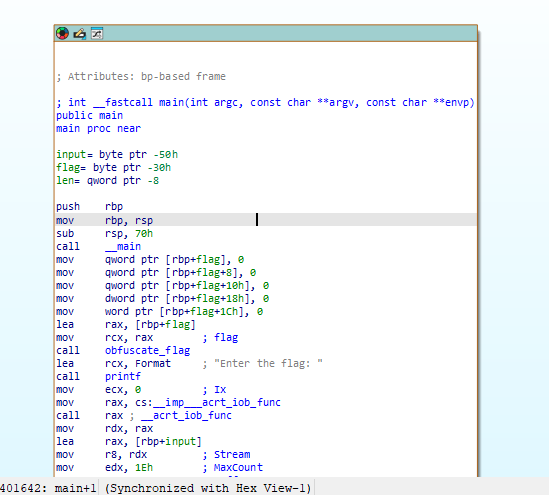 ; Attributes: bp-based frame
; int __fastcall main(int argc, const char **argv, const char **envp)
public main
main proc near
input= byte ptr -50h
flag= byte ptr -30h
len= qword ptr -8
push rbp
mov rbp, rsp
sub rsp, 70h
call __main
mov qword ptr [rbp+flag], 0
mov qword ptr [rbp+flag+8], 0
mov qword ptr [rbp+flag+10h], 0
mov dword ptr [rbp+flag+18h], 0
mov word ptr [rbp+flag+1Ch], 0
lea rax, [rbp+flag]
mov rcx, rax ; flag
call obfuscate_flag
lea rcx, Format ; "Enter the flag: "
call printf
mov ecx, 0 ; Ix
mov rax, cs:__imp___acrt_iob_func
call rax ; __acrt_iob_func
mov rdx, rax
lea rax, [rbp+input]
mov r8, rdx ; Stream
mov edx, 1Eh ; MaxCount
401642: main+1 (Synchronized with Hex View-1)